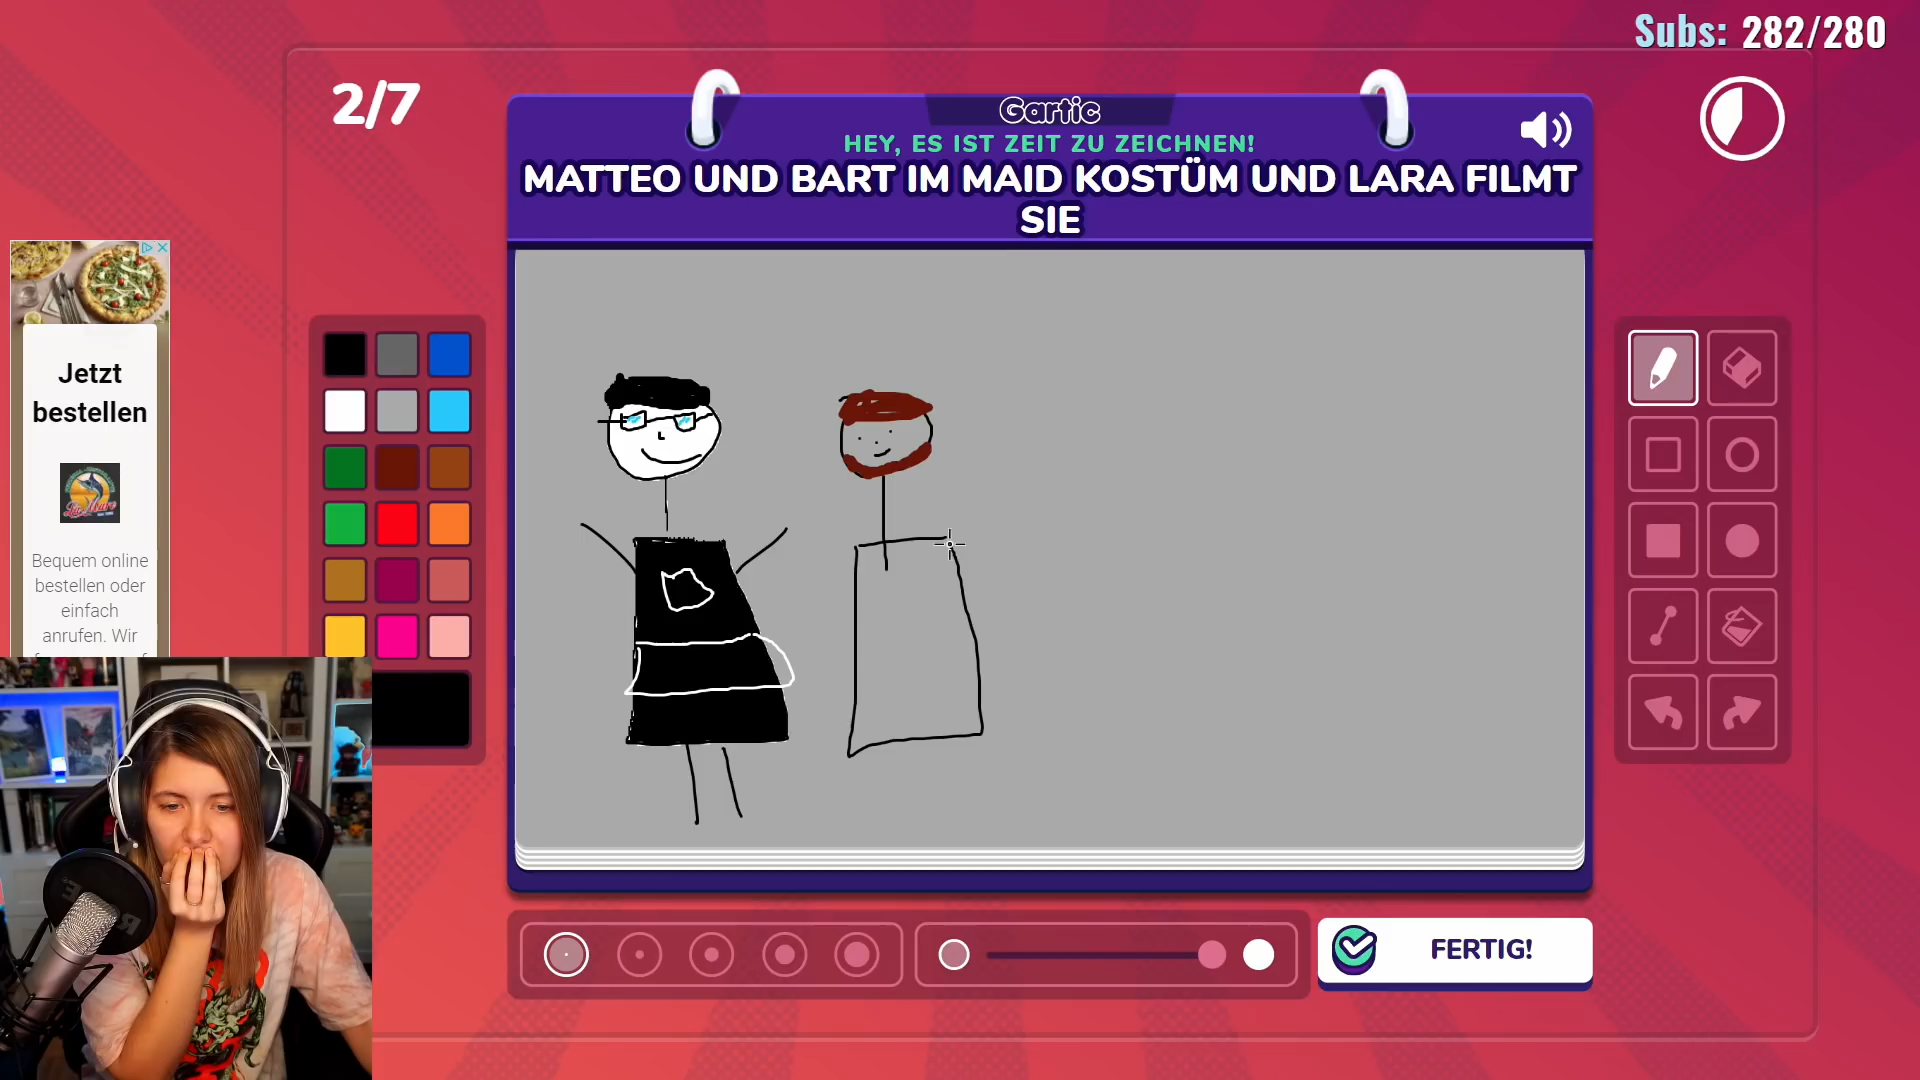 Subs: 282/280
2/7
Gartic
HEY, ES IST ZEIT ZU ZEICHNEN!
MATTEO UND BART IM MAID KOSTÜM UND LARA FILMT
SIE
Jetzt
bestellen
Bequem online
bestellen oder
einfach
anrufen. Wir
FERTIG!